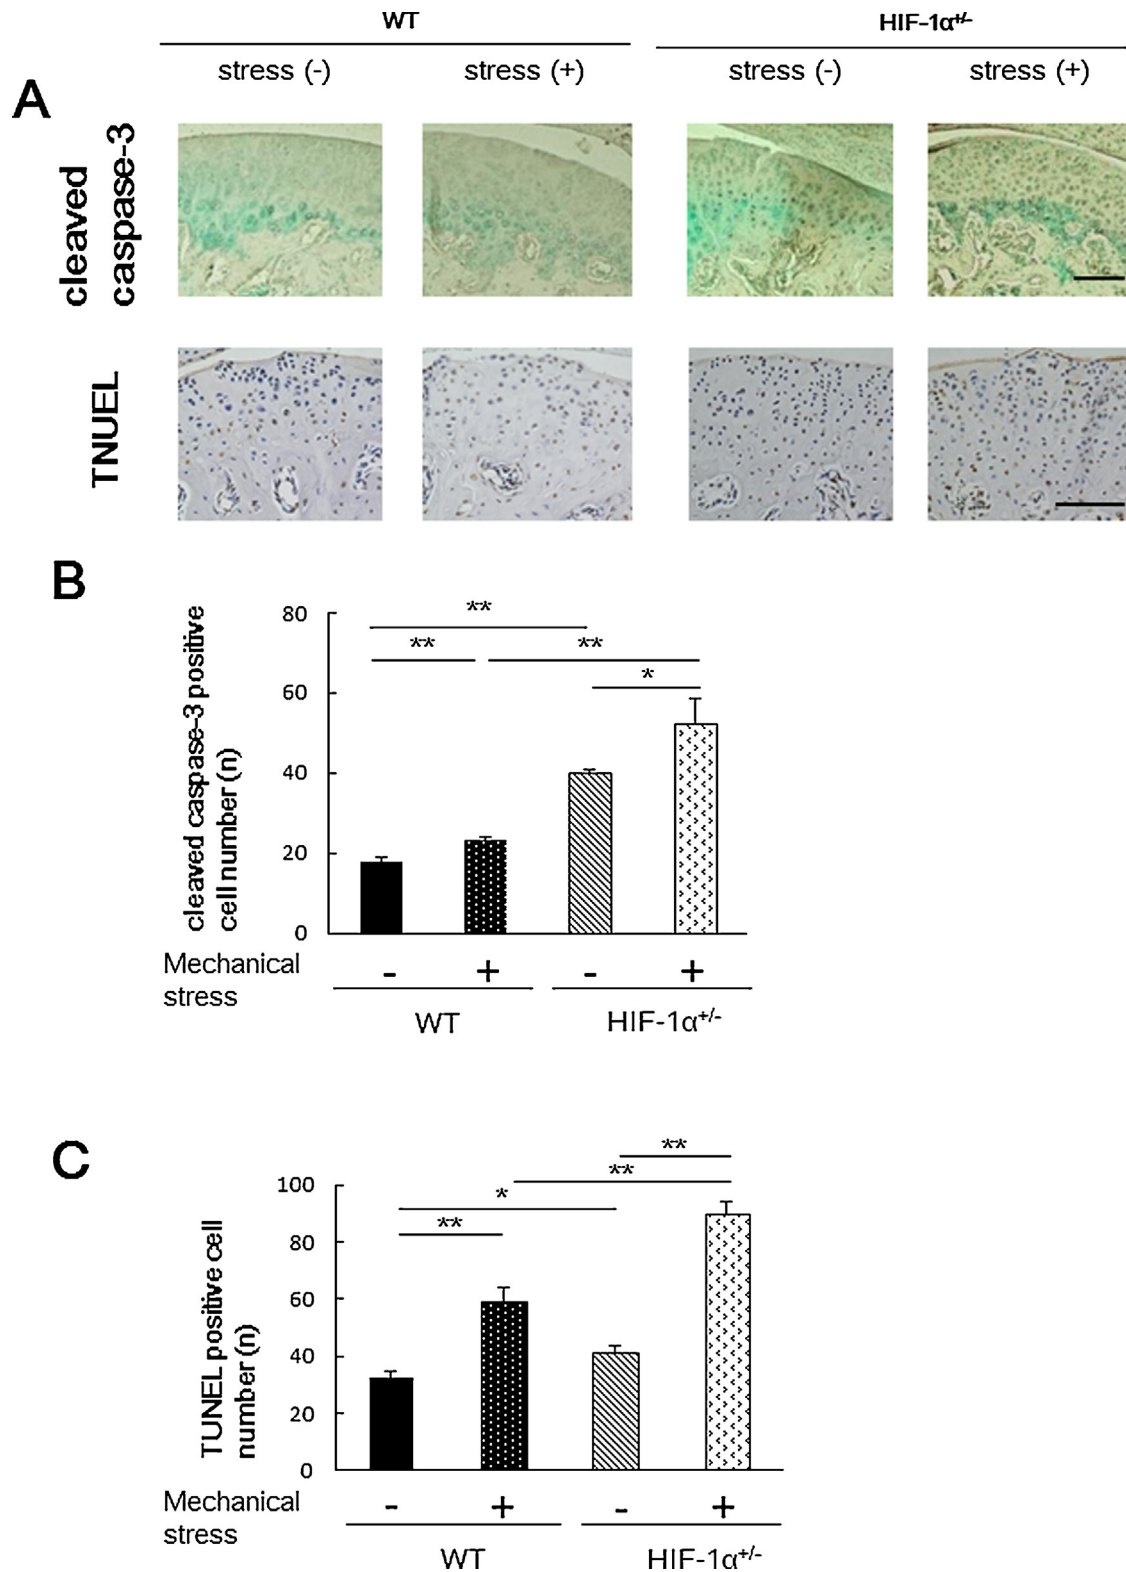 WT HIF-1α+/-
stress (-) stress (+) stress (-) stress (+)
A
cleaved
caspase-3
TNUEL
B
cleaved caspase-3 positive
cell number (n)
80
60
40
20
0
**
**
**
*
Mechanical
stress
- + - +
WT HIF-1α+/-
C
TUNEL positive cell
number (n)
100
80
60
40
20
0
**
**
*
**
Mechanical
stress
- + - +
WT HIF-1α+/-